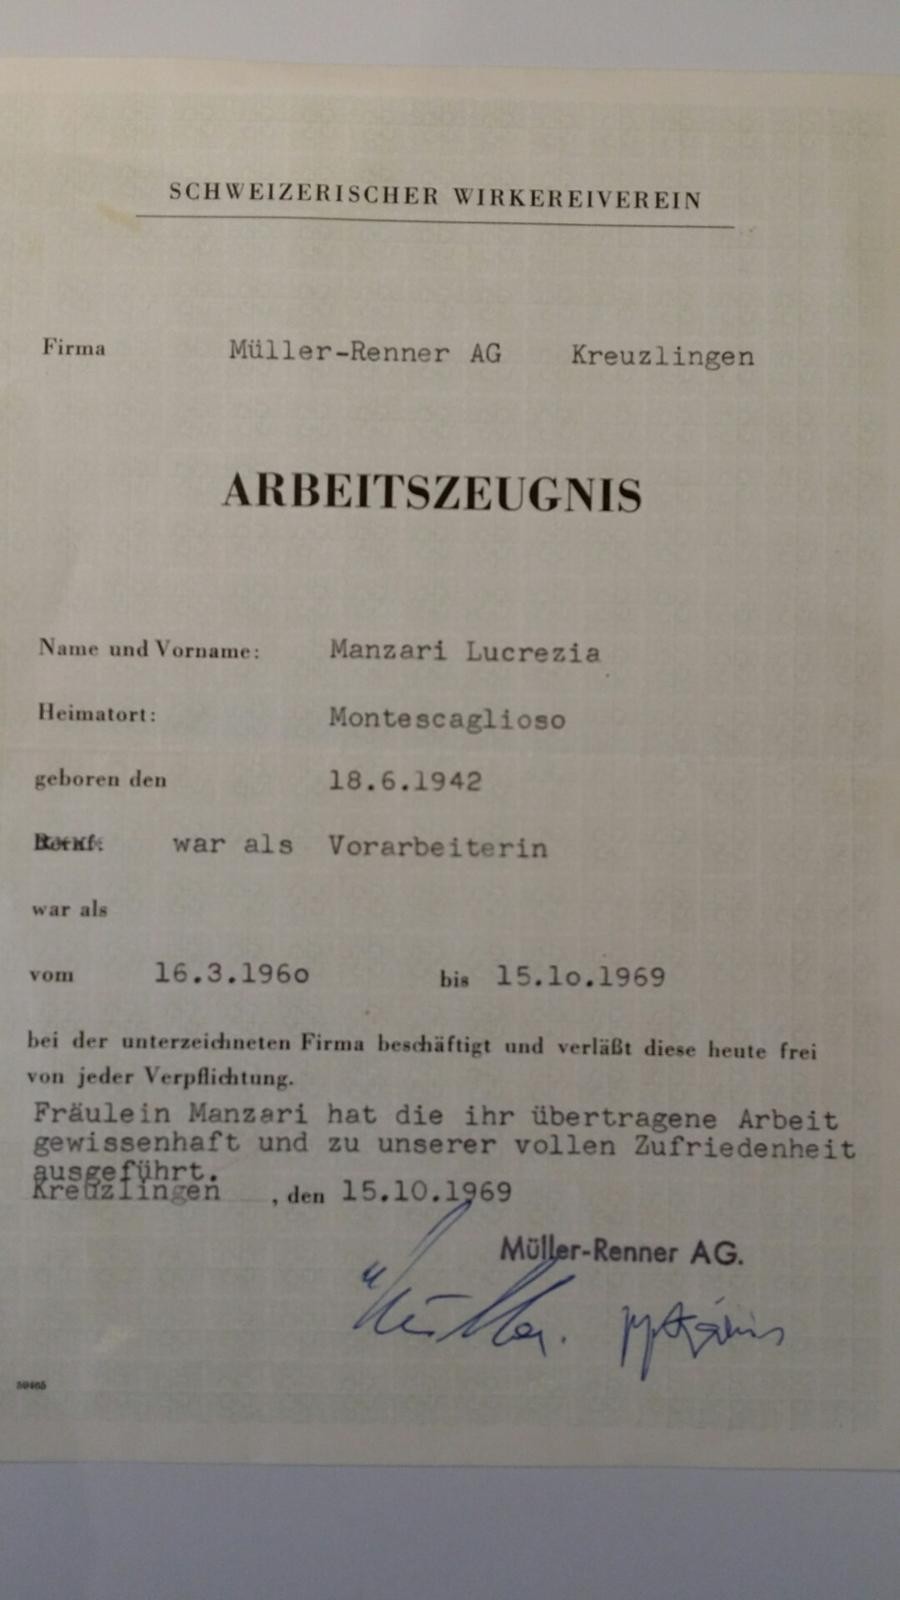 SCHWEIZERISCHER WIRKEREIVEREIN
Firma Müller-Renner AG Kreuzlingen
ARBEITSZEUGNIS
Name und Vorname: Manzari Lucrezia
Heimatort: Montescaglioso
geboren den 18.6.1942
Beruf: war als Vorarbeiterin
war als
vom 16.3.196o bis 15.1o.1969
bei der unterzeichneten Firma beschäftigt und verläßt diese heute frei
von jeder Verpflichtung.
Fräulein Manzari hat die ihr übertragene Arbeit
gewissenhaft und zu unserer vollen Zufriedenheit
ausgeführt.
Kreuzlingen , den 15.10.1969
Müller-Renner AG.